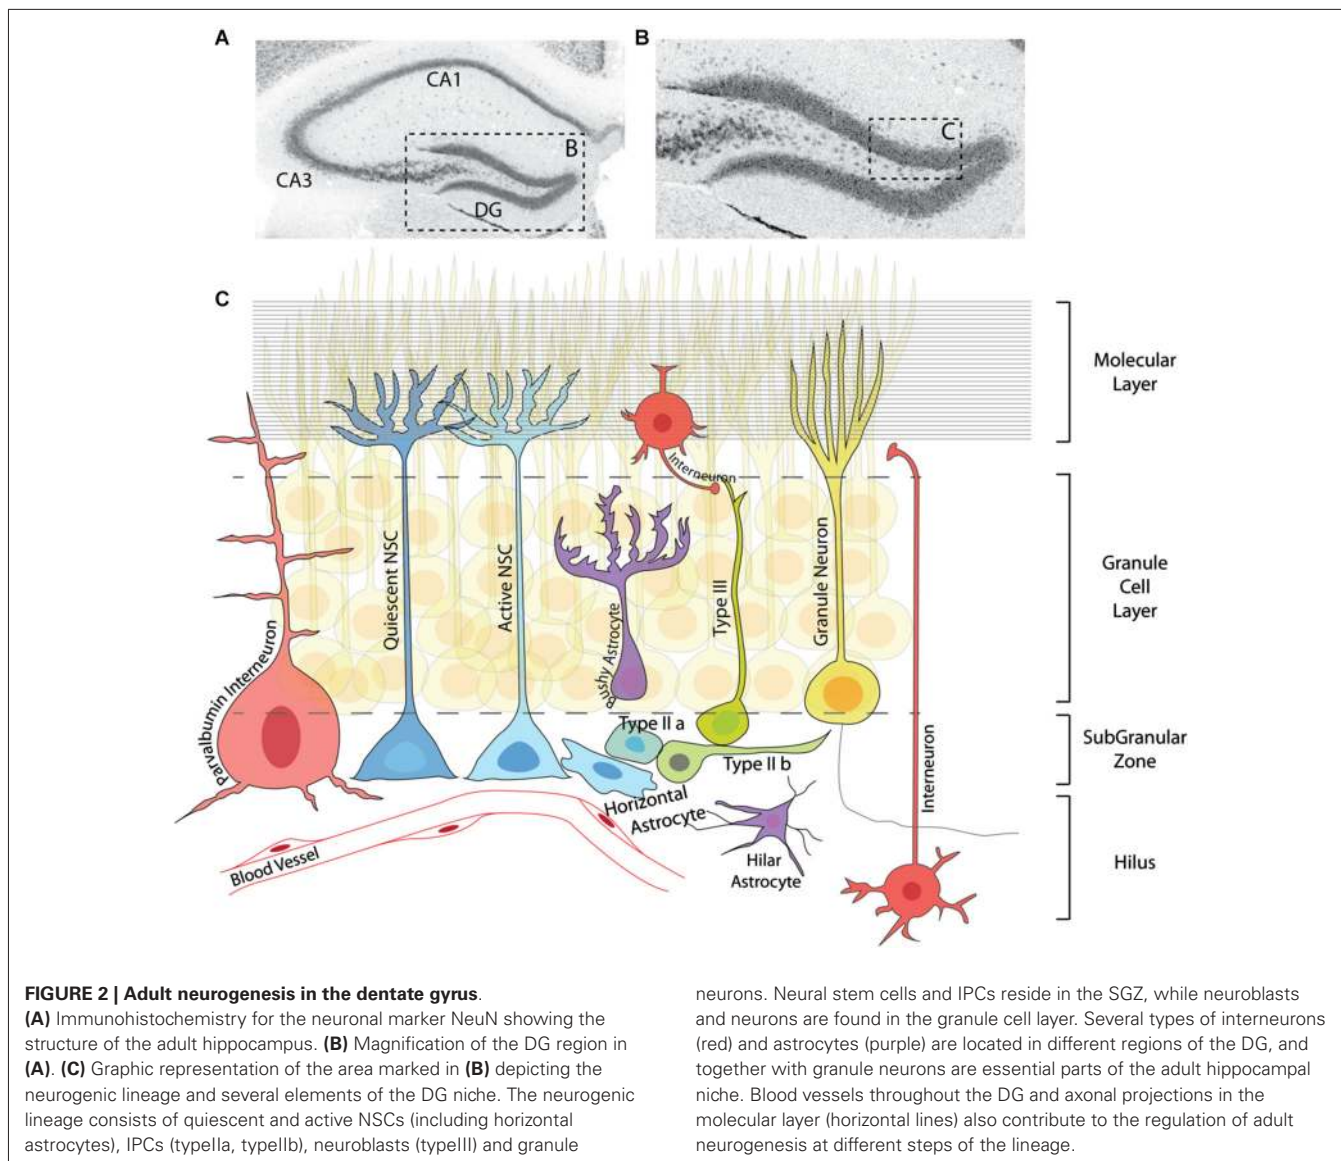 A
B
CA1
B
C
CA3
DG
C
Molecular
Layer
Interneuron
Quiescent NSC
Active NSC
Bushy Astrocyte
Type III
Granule Neuron
Granule
Cell
Layer
Parvalbumin Interneuron
Type II a
Type II b
SubGranular
Zone
Interneuron
Horizontal
Astrocyte
Blood Vessel
Hilar
Astrocyte
Hilus
FIGURE 2 | Adult neurogenesis in the dentate gyrus.
(A) Immunohistochemistry for the neuronal marker NeuN showing the
structure of the adult hippocampus. (B) Magnification of the DG region in
(A). (C) Graphic representation of the area marked in (B) depicting the
neurogenic lineage and several elements of the DG niche. The neurogenic
lineage consists of quiescent and active NSCs (including horizontal
astrocytes), IPCs (typeIIa, typeIIb), neuroblasts (typeIII) and granule
neurons. Neural stem cells and IPCs reside in the SGZ, while neuroblasts
and neurons are found in the granule cell layer. Several types of interneurons
(red) and astrocytes (purple) are located in different regions of the DG, and
together with granule neurons are essential parts of the adult hippocampal
niche. Blood vessels throughout the DG and axonal projections in the
molecular layer (horizontal lines) also contribute to the regulation of adult
neurogenesis at different steps of the lineage.